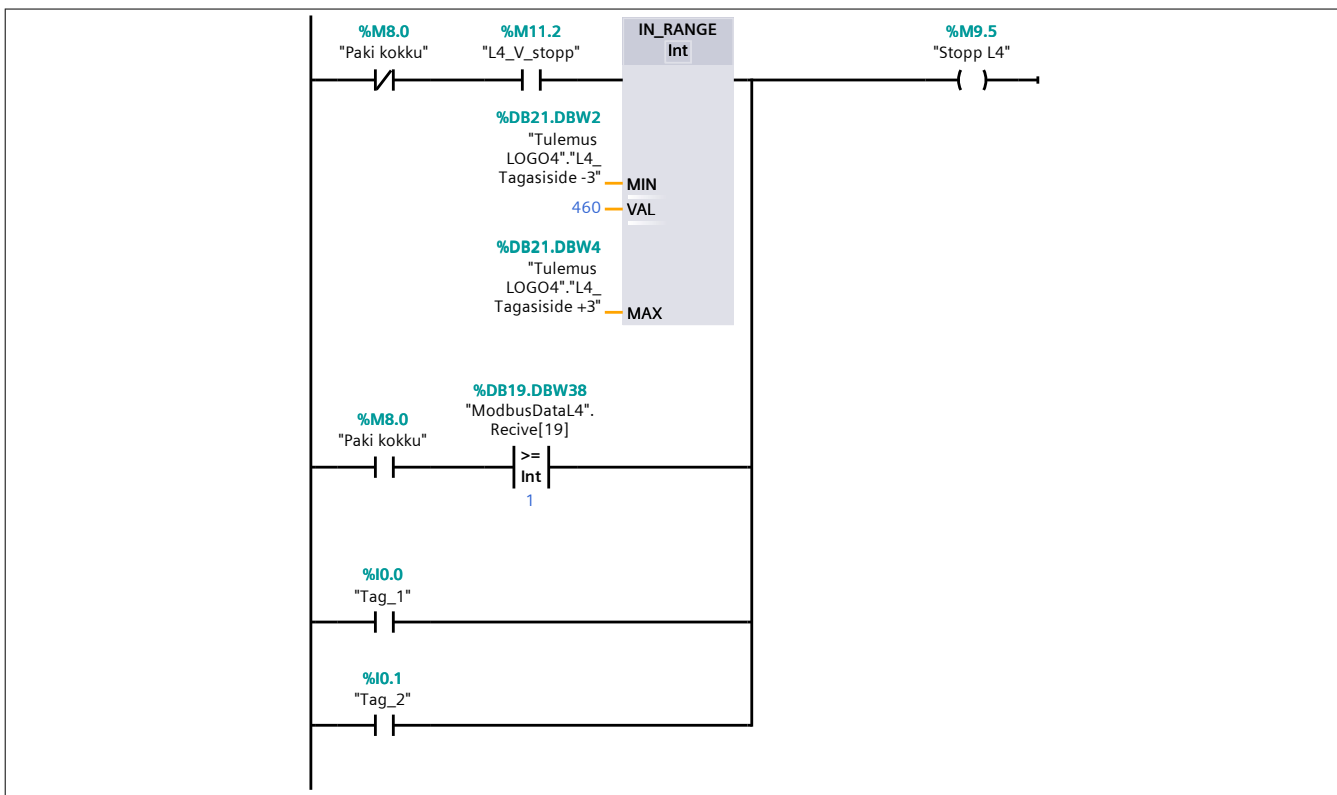 %M8.0
"Paki kokku"
%M11.2
"L4_V_stopp"
IN_RANGE
Int
%M9.5
"Stopp L4"
%DB21.DBW2
"Tulemus
LOGO4"."L4_
Tagasiside -3"
MIN
460
VAL
%DB21.DBW4
"Tulemus
LOGO4"."L4_
Tagasiside +3"
MAX
%M8.0
"Paki kokku"
%DB19.DBW38
"ModbusDataL4".
Recive[19]
>=
Int
1
%I0.0
"Tag_1"
%I0.1
"Tag_2"